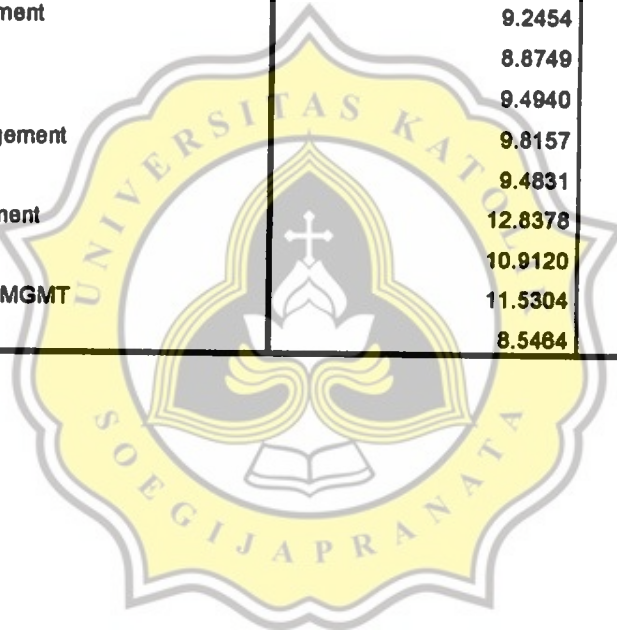 ment 9.2454
8.8749
9.4940
gement 9.8157
9.4831
ment 12.8378
10.9120
MGMT 11.5304
8.5464
UNIVERSITAS KATOLIK
SOEGIJAPRANATA